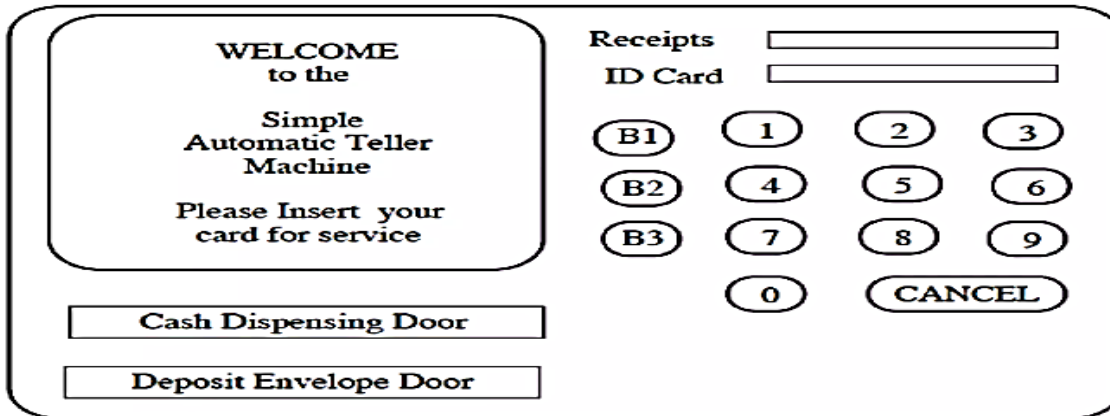 WELCOME
to the
Simple
Automatic Teller
Machine
Please Insert your
card for service
Cash Dispensing Door
Deposit Envelope Door
Receipts
ID Card
B1 1 2 3
B2 4 5 6
B3 7 8 9
0 CANCEL